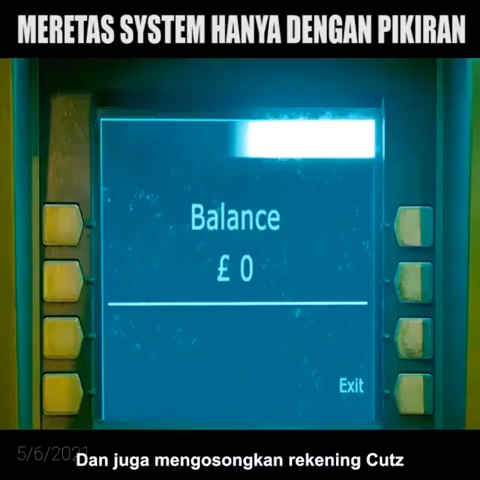 MERETAS SYSTEM HANYA DENGAN PIKIRAN
Balance
£ 0
Exit
5/6/2021
Dan juga mengosongkan rekening Cutz